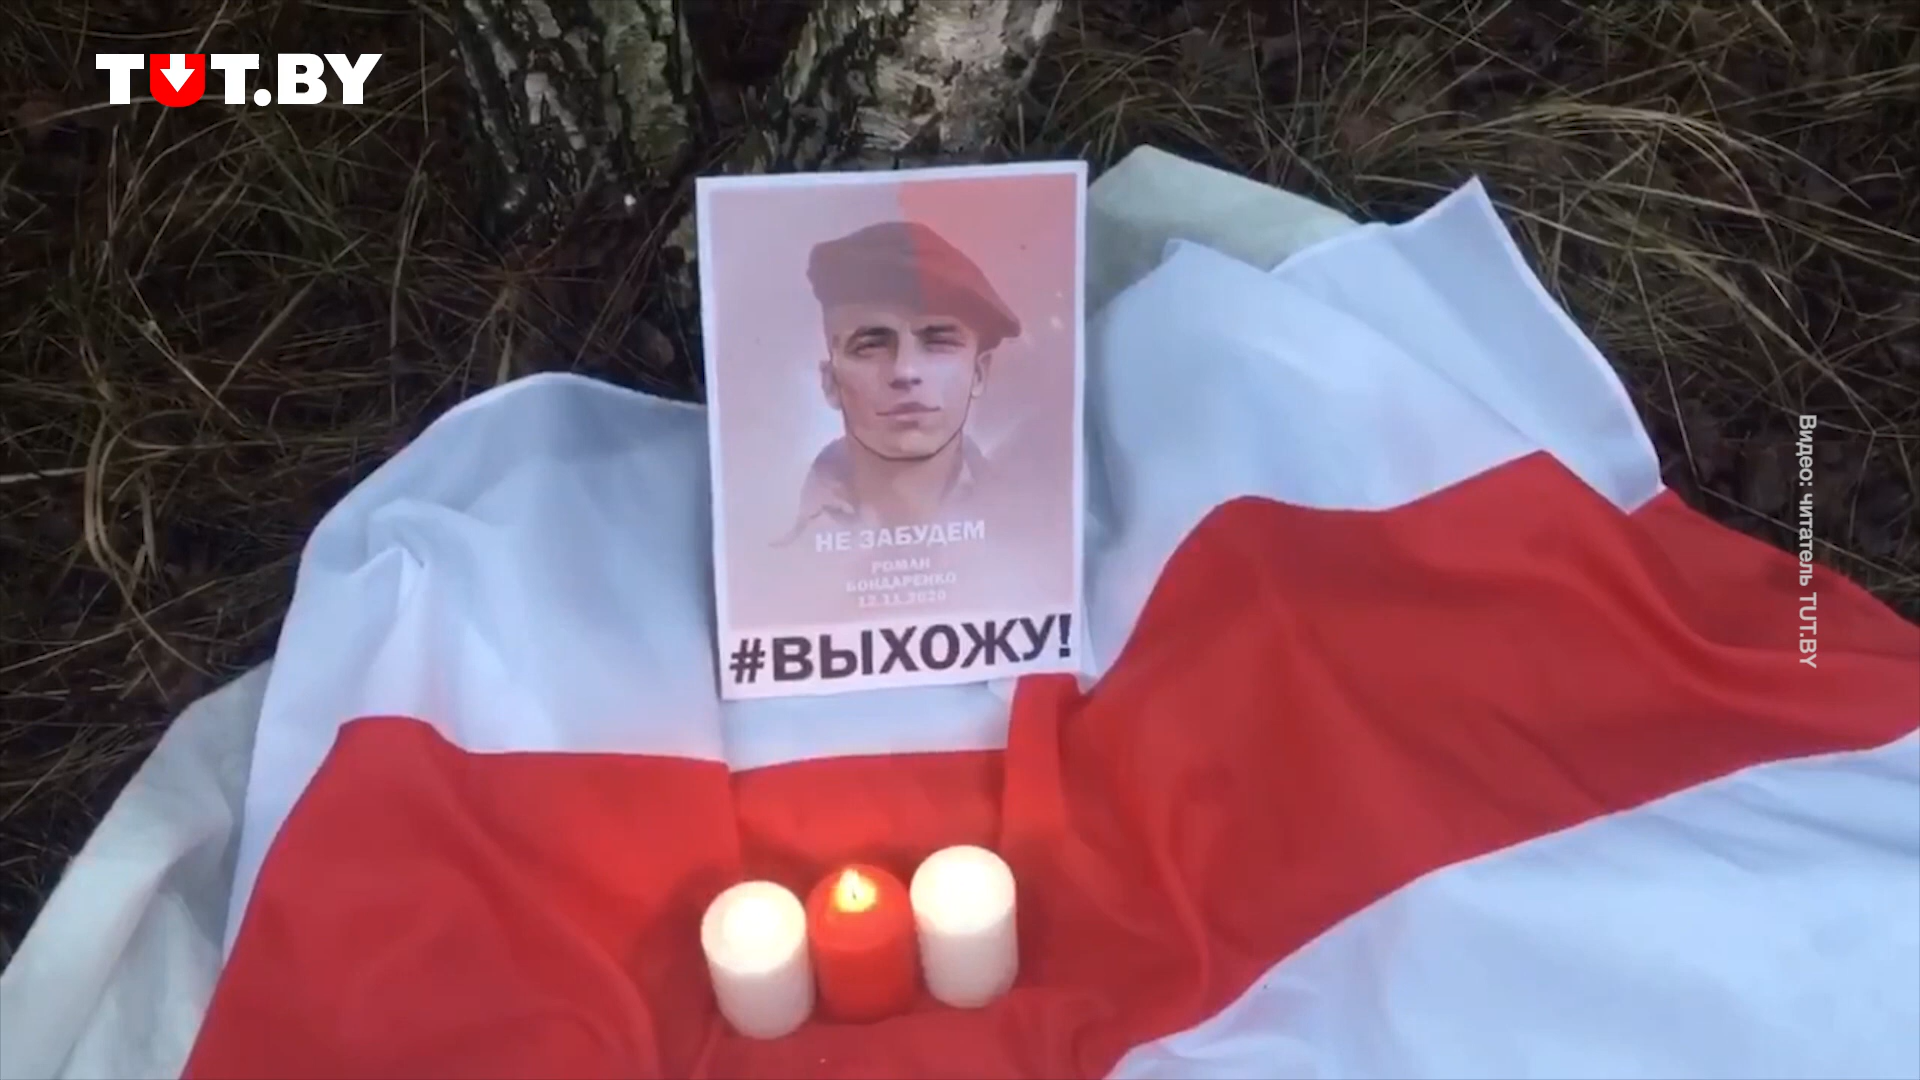 TUT.BY
НЕ ЗАБУДЕМ
РОМАН
БОНДАРЕНКО
12.11.2020
#ВЫХОЖУ!
Видео: читатель TUT.BY